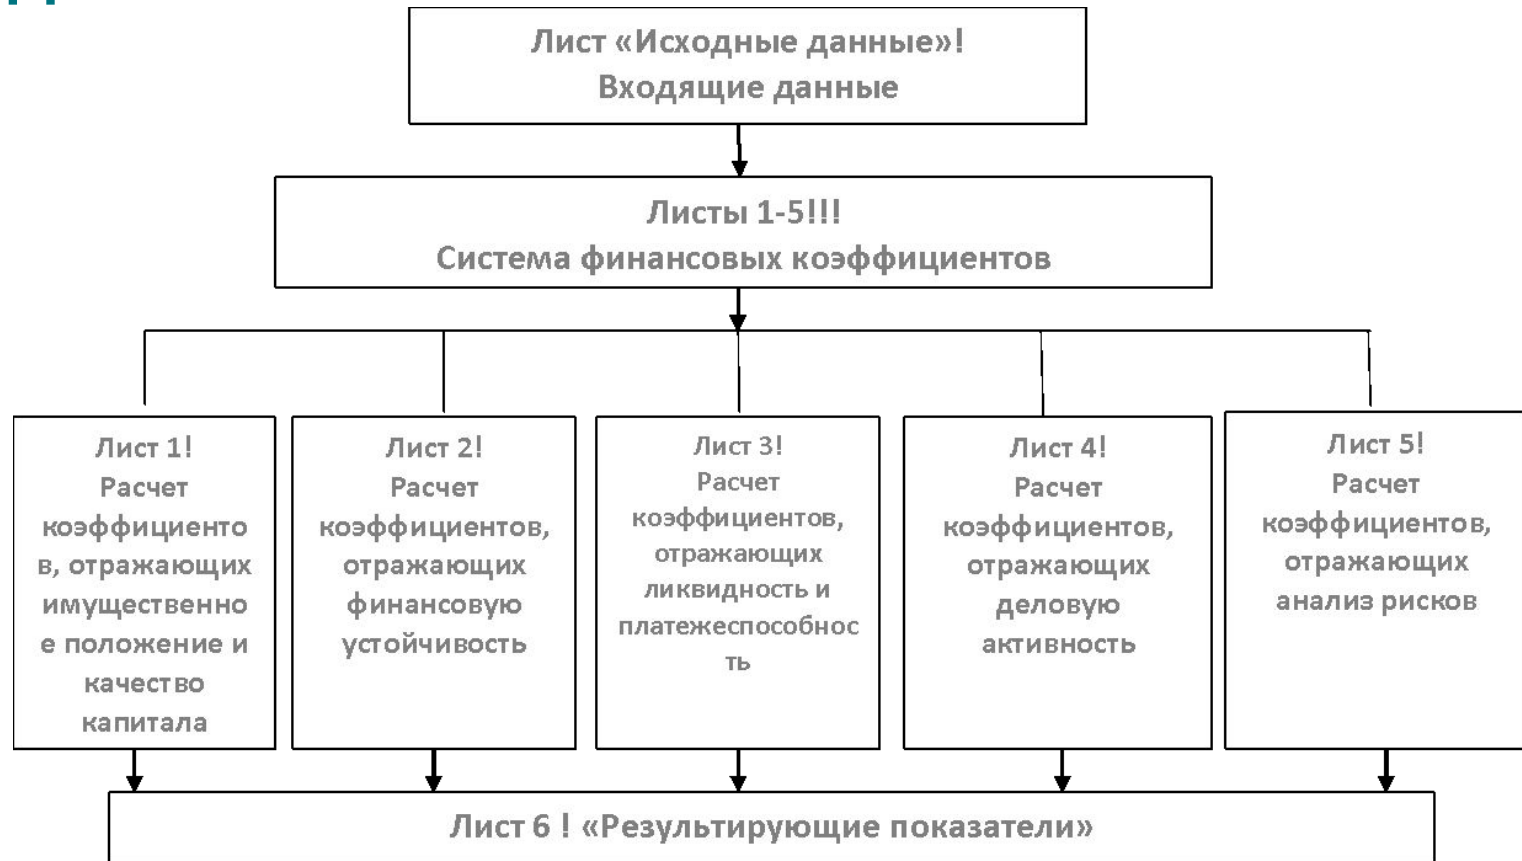 Лист «Исходные данные»!
Входящие данные
Листы 1-5!!!
Система финансовых коэффициентов
Лист 1!
Расчет
коэффициенто
в, отражающих
имущественно
е положение и
качество
капитала
Лист 2!
Расчет
коэффициентов,
отражающих
финансовую
устойчивость
Лист 3!
Расчет
коэффициентов,
отражающих
ликвидность и
платежеспособнос
ть
Лист 4!
Расчет
коэффициентов,
отражающих
деловую
активность
Лист 5!
Расчет
коэффициентов,
отражающих
анализ рисков
Лист 6 ! «Результирующие показатели»